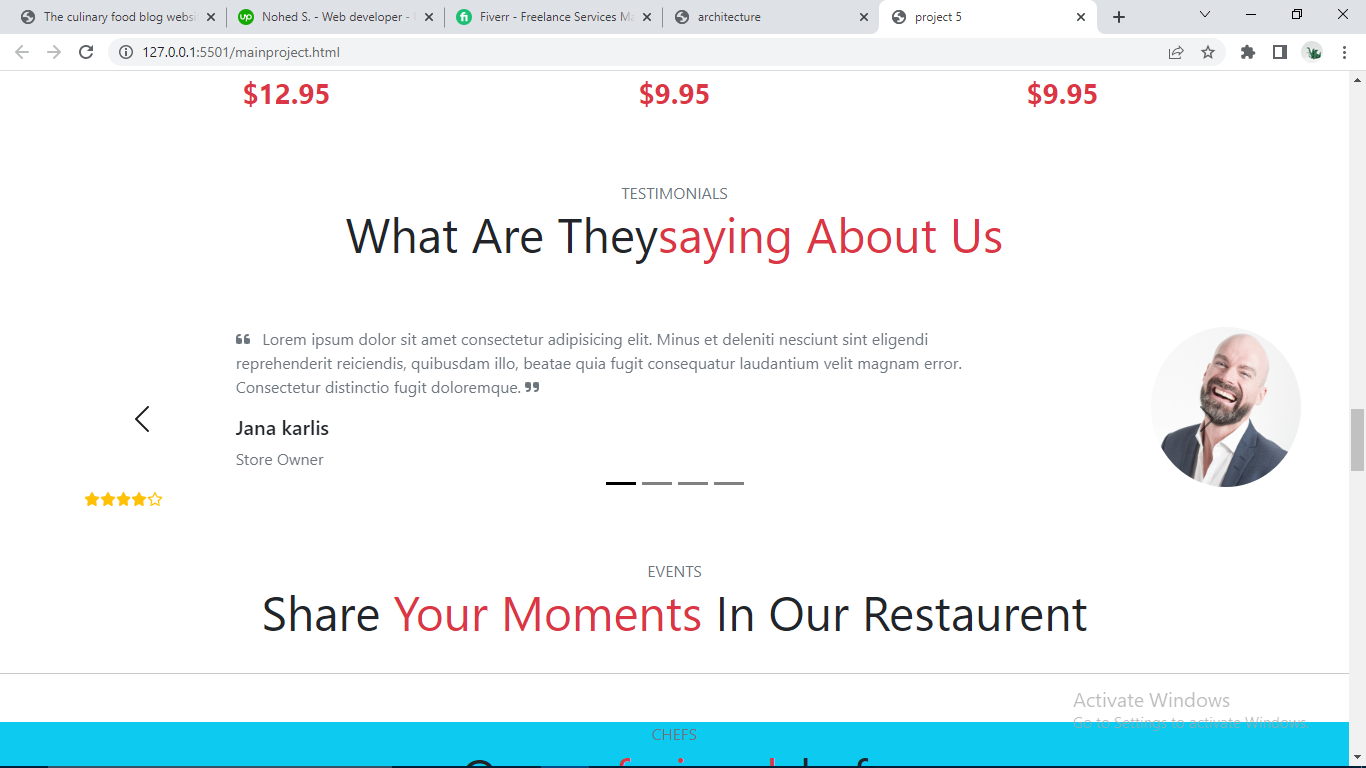 The culinary food blog websi
Nohed S. - Web developer -
Fiverr - Freelance Services Ma
architecture
project 5
127.0.0.1:5501/mainproject.html
$12.95 $9.95 $9.95
TESTIMONIALS
What Are Theysaying About Us
❝ Lorem ipsum dolor sit amet consectetur adipisicing elit. Minus et deleniti nesciunt sint eligendi
reprehenderit reiciendis, quibusdam illo, beatae quia fugit consequatur laudantium velit magnam error.
Consectetur distinctio fugit doloremque. ❞
Jana karlis
Store Owner
EVENTS
Share Your Moments In Our Restaurent
Activate Windows
Go to Settings to activate Windows.
CHEFS